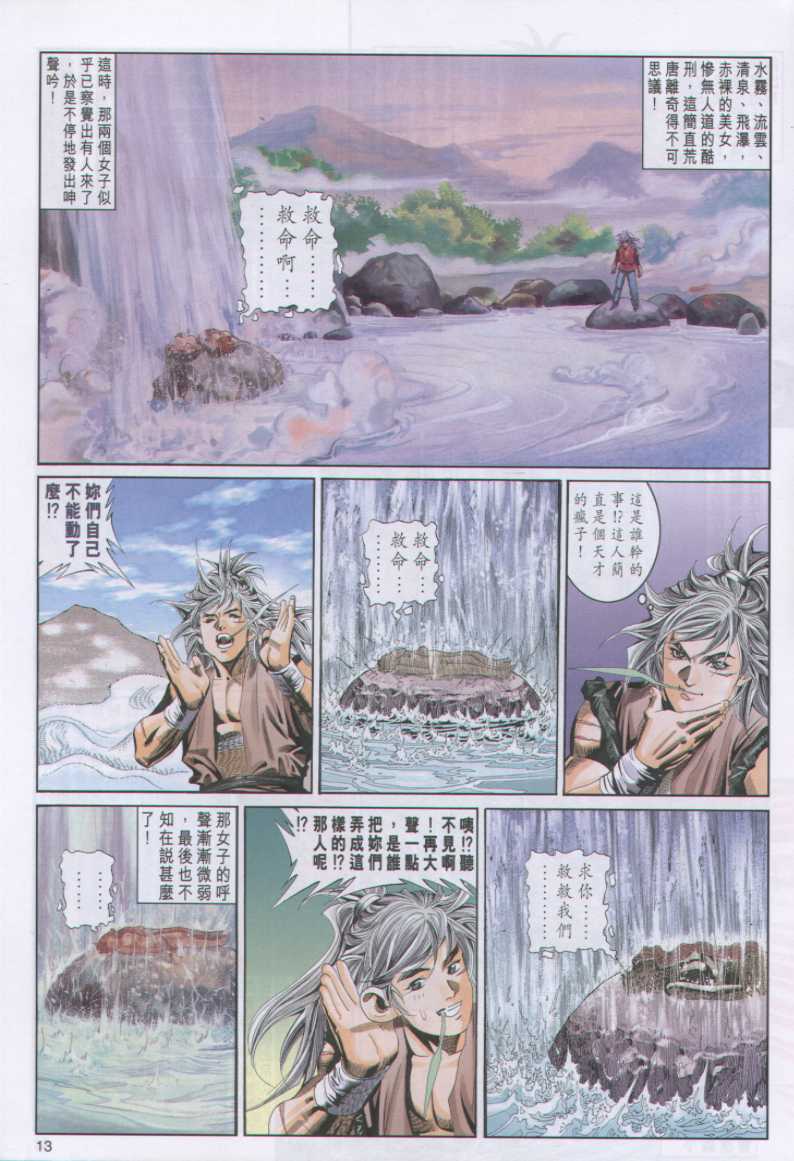 水霧、流雲、
清泉、飛瀑，
赤裸的美女，
慘無人道的酷
刑，這簡直荒
唐離奇得不可
思議！
救命……
救命啊…
………
這時，那兩個女子似
乎已察覺出有人來了
，於是不停地發出呻
聲吟！
這是誰幹的
事!?這人簡
直是個天才
的瘋子！
救命…
救命…
……
妳們自己
不能動了
麼!?
求你……
救救我們
………
咦!?聽
不見啊
！再大
聲一點
，是誰
把妳們
弄成這
樣的!?
那人呢
!?
那女子的呼
聲漸漸微弱
，最後也不
知在説甚麼
了！
……
……
13